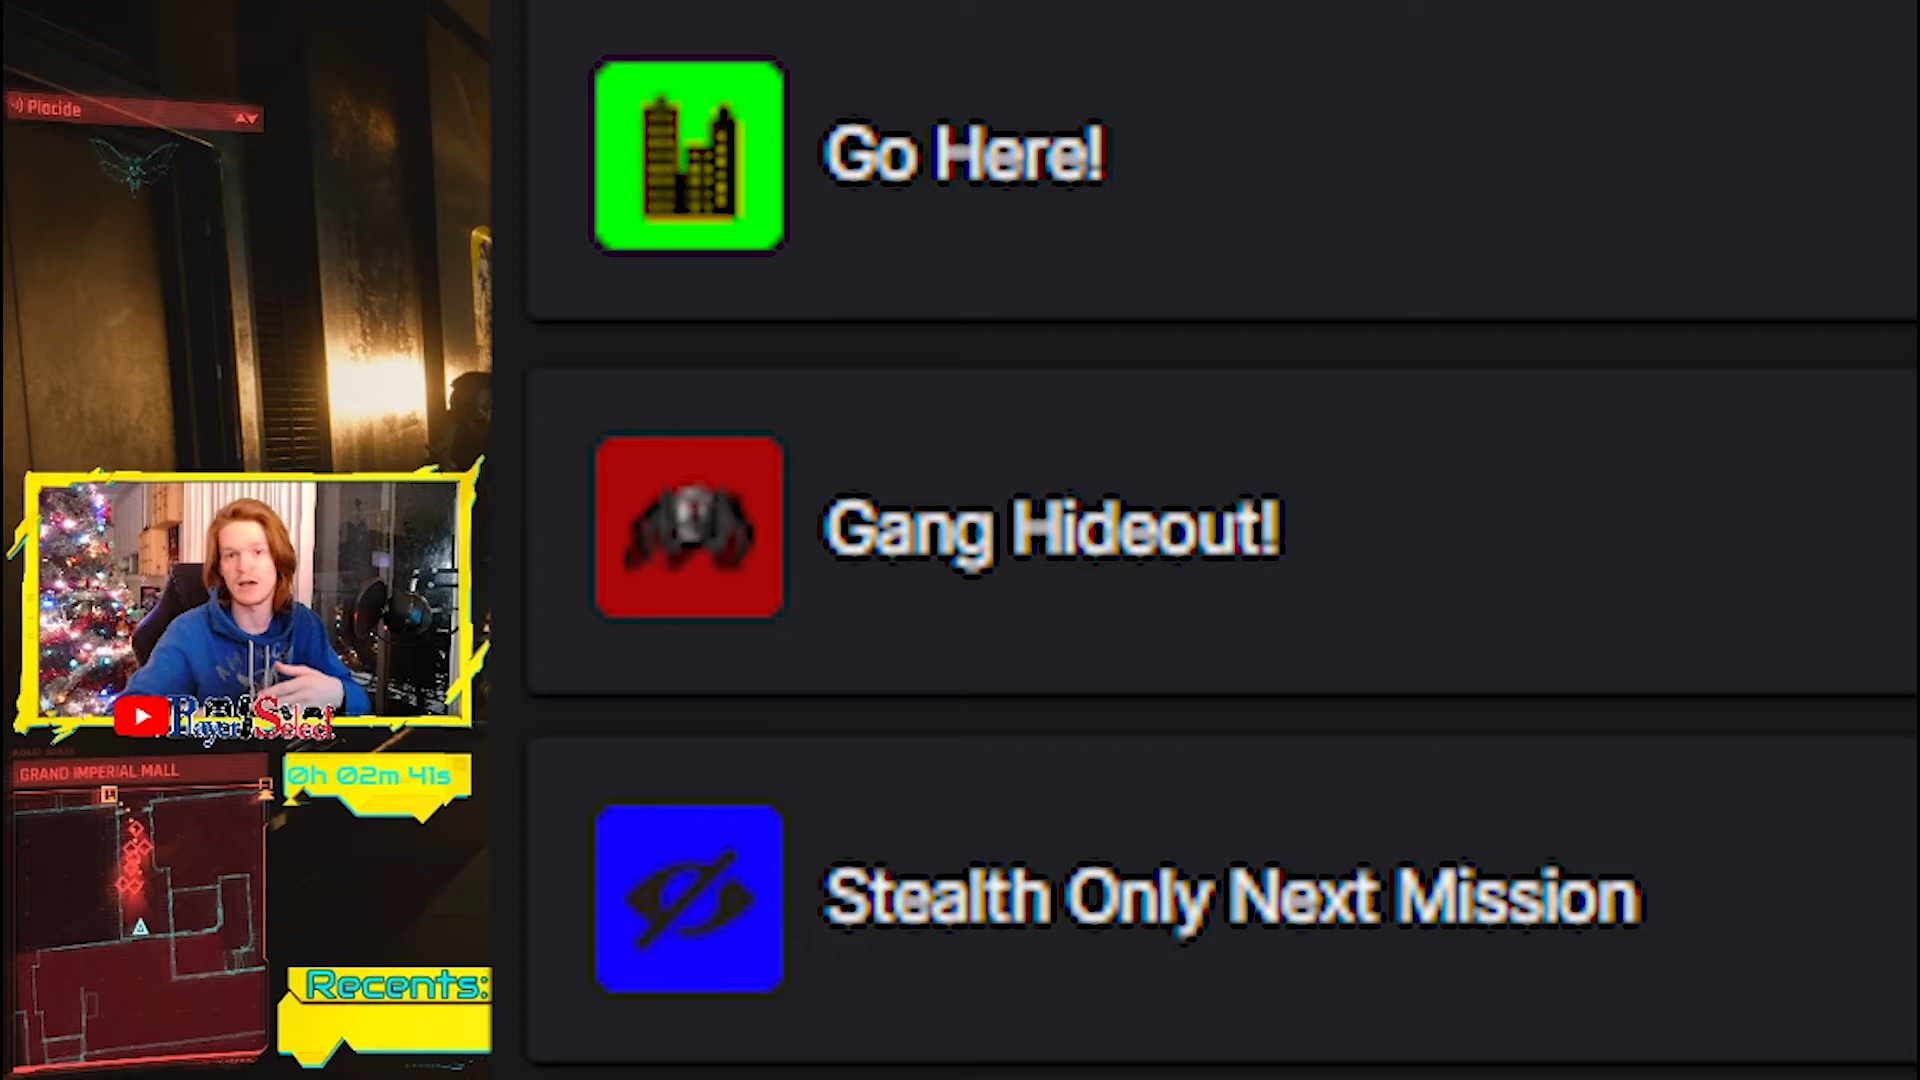 Placide
Go Here!
Gang Hideout!
Player Select
GRAND IMPERIAL MALL
0h 02m 41s
Stealth Only Next Mission
Recents: